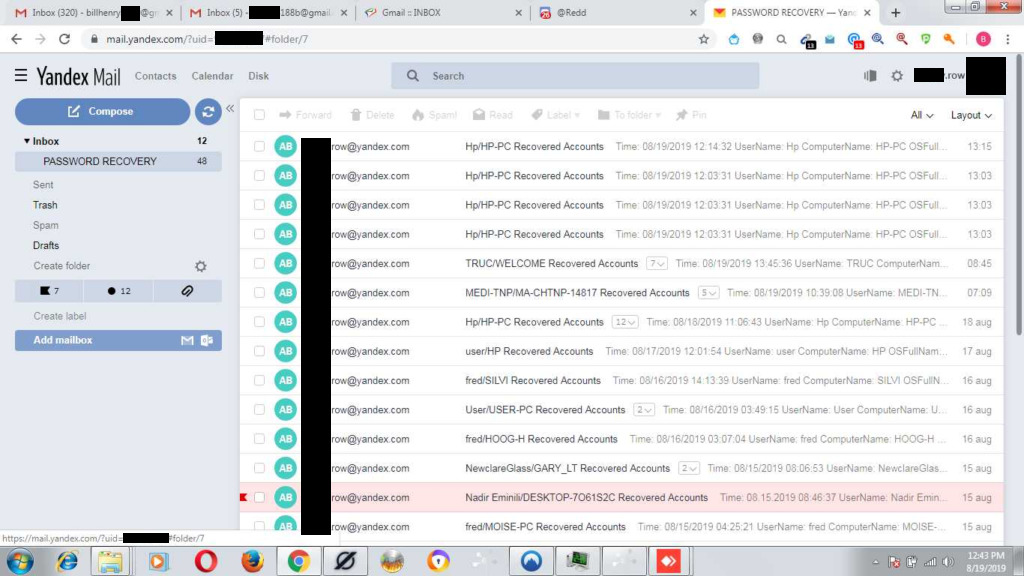 Inbox (320) - billhenry @g
Inbox (5) - 188b@gmail
Gmail :: INBOX
@Redd
PASSWORD RECOVERY — Yan
mail.yandex.com/?uid= #folder/7
Yandex Mail
Contacts
Calendar
Disk
Search
.row
Compose
Forward
Delete
Spam!
Read
Label
To folder
Pin
All
Layout
Inbox 12
PASSWORD RECOVERY 48
Sent
Trash
Spam
Drafts
Create folder
7
12
Create label
Add mailbox
AB row@yandex.com Hp/HP-PC Recovered Accounts Time: 08/19/2019 12:14:32 UserName: Hp ComputerName: HP-PC OSFull... 13:15
AB row@yandex.com Hp/HP-PC Recovered Accounts Time: 08/19/2019 12:03:31 UserName: Hp ComputerName: HP-PC OSFull... 13:03
AB row@yandex.com Hp/HP-PC Recovered Accounts Time: 08/19/2019 12:03:31 UserName: Hp ComputerName: HP-PC OSFull... 13:03
AB row@yandex.com Hp/HP-PC Recovered Accounts Time: 08/19/2019 12:03:31 UserName: Hp ComputerName: HP-PC OSFull... 13:03
AB row@yandex.com TRUC/WELCOME Recovered Accounts 7 Time: 08/19/2019 13:45:36 UserName: TRUC ComputerNam... 08:45
AB row@yandex.com MEDI-TNP/MA-CHTNP-14817 Recovered Accounts 5 Time: 08/19/2019 10:39:08 UserName: MEDI-TN... 07:09
AB row@yandex.com Hp/HP-PC Recovered Accounts 12 Time: 08/18/2019 11:06:43 UserName: Hp ComputerName: HP-PC ... 18 aug
AB row@yandex.com user/HP Recovered Accounts Time: 08/17/2019 12:01:54 UserName: user ComputerName: HP OSFullNam... 17 aug
AB row@yandex.com fred/SILVI Recovered Accounts Time: 08/16/2019 14:13:39 UserName: fred ComputerName: SILVI OSFullN... 16 aug
AB row@yandex.com User/USER-PC Recovered Accounts 2 Time: 08/16/2019 03:49:15 UserName: User ComputerName: U... 16 aug
AB row@yandex.com fred/HOOG-H Recovered Accounts Time: 08/16/2019 03:07:04 UserName: fred ComputerName: HOOG-H ... 16 aug
AB row@yandex.com NewclareGlass/GARY_LT Recovered Accounts 2 Time: 08/15/2019 08:06:53 UserName: NewclareGlas... 15 aug
AB row@yandex.com Nadir Eminili/DESKTOP-7O61S2C Recovered Accounts Time: 08.15.2019 08:46:37 UserName: Nadir Emin... 15 aug
AB row@yandex.com fred/MOISE-PC Recovered Accounts Time: 08/15/2019 04:25:21 UserName: fred ComputerName: MOISE-... 15 aug
https://mail.yandex.com/?uid= #folder/7
12:43 PM
8/19/2019